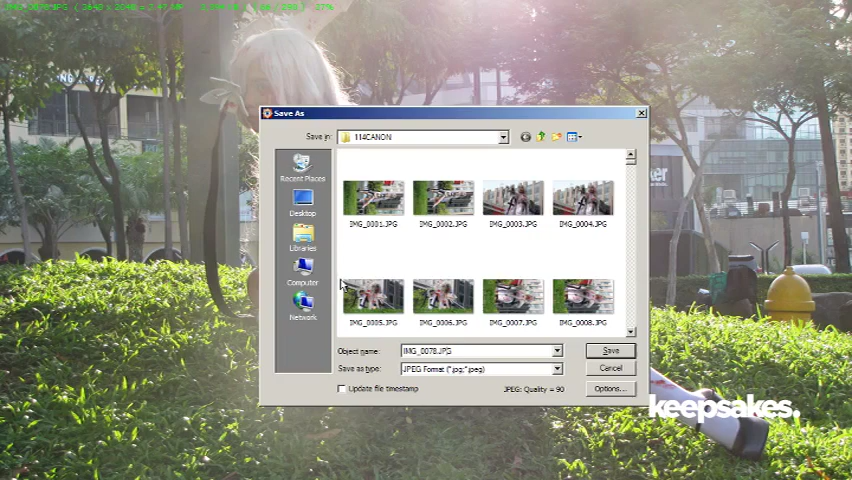 Save As
Save in: 114CANON
Recent Places
Desktop
Libraries
Computer
Network
IMG_0001.JPG IMG_0002.JPG IMG_0003.JPG IMG_0004.JPG
IMG_0005.JPG IMG_0006.JPG IMG_0007.JPG IMG_0008.JPG
Object name: IMG_0078.JPG Save
Save as type: JPEG Format (*.jpg;*.jpeg) Cancel
Update file timestamp JPEG: Quality = 90 Options...
keepsakes.